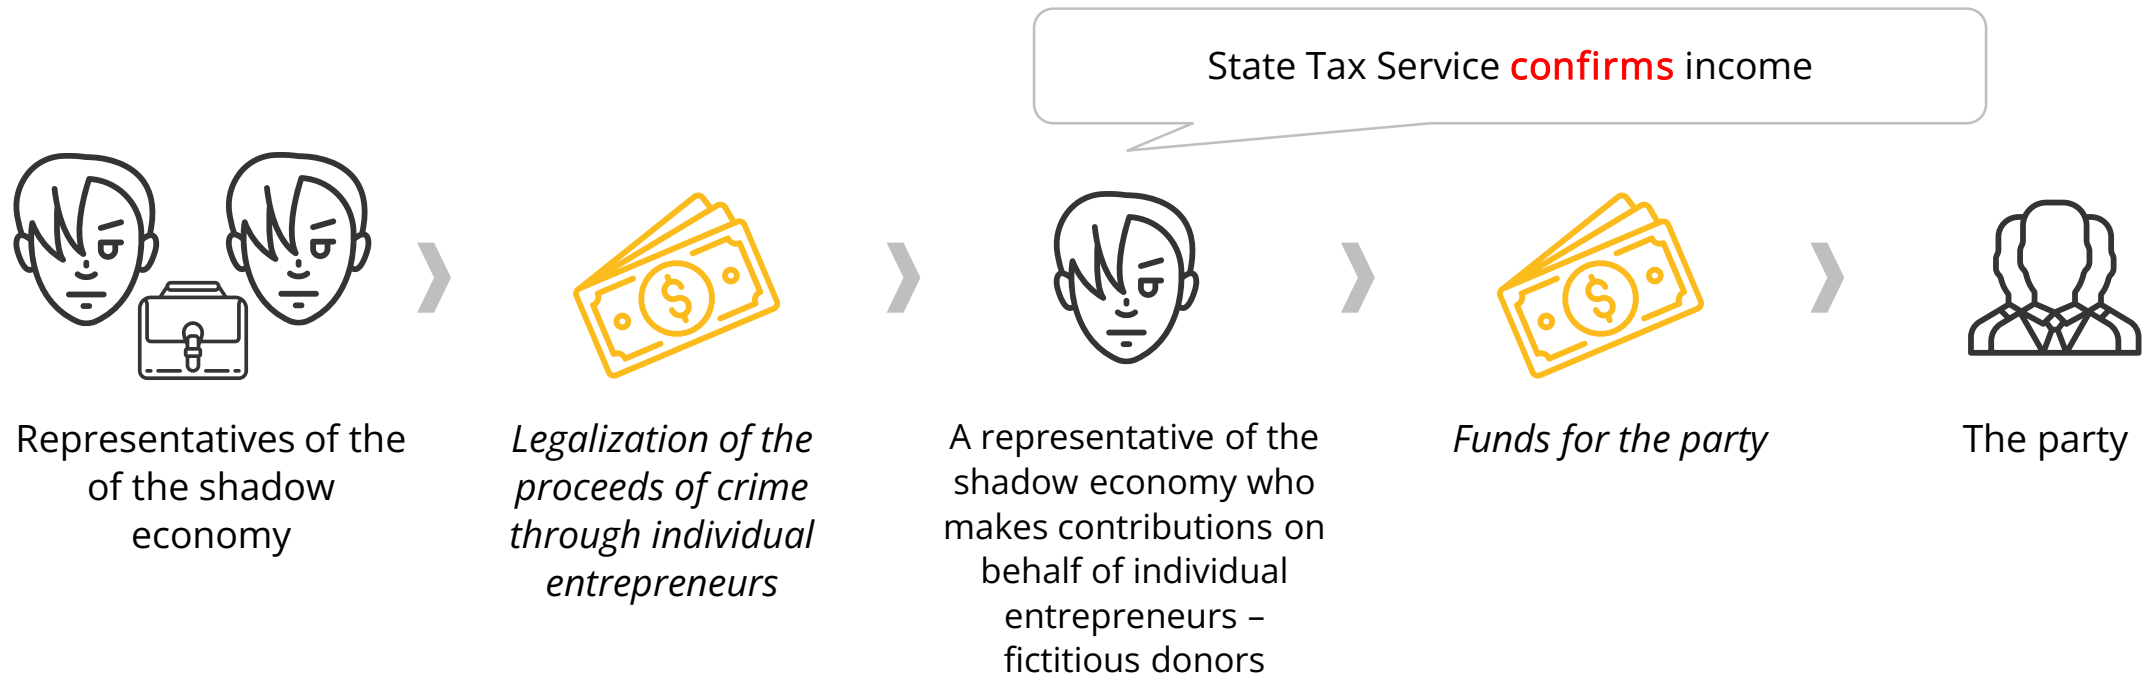 State Tax Service confirms income
Representatives of the
of the shadow
economy
Legalization of the
proceeds of crime
through individual
entrepreneurs
A representative of the
shadow economy who
makes contributions on
behalf of individual
entrepreneurs –
fictitious donors
Funds for the party
The party